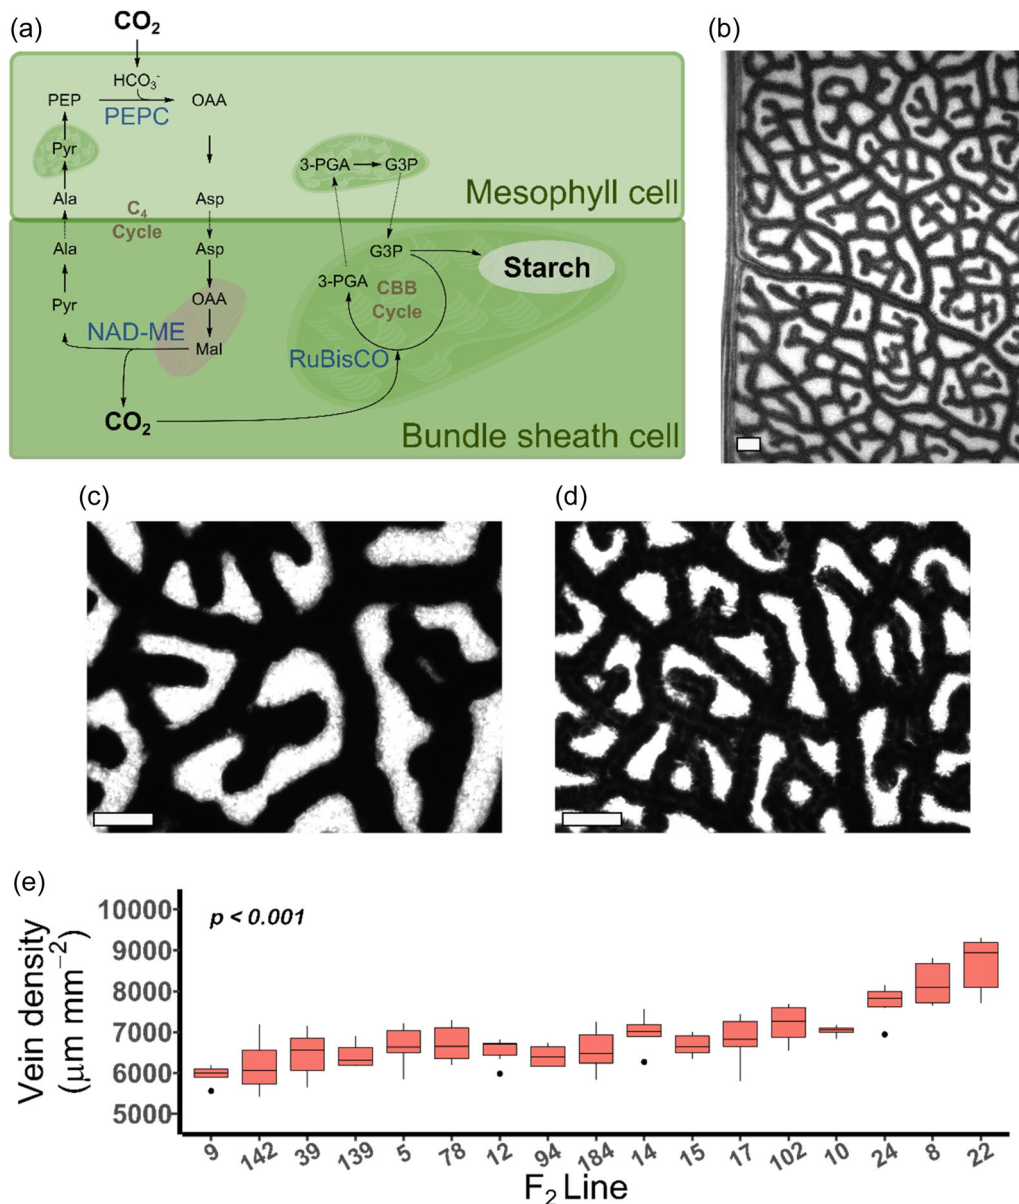 (a)
CO2
HCO3-
PEP
PEPC
OAA
Pyr
3-PGA
G3P
Ala
C4
Cycle
Asp
Mesophyll cell
Ala
Asp
G3P
Starch
Pyr
OAA
3-PGA
CBB
Cycle
NAD-ME
Mal
RuBisCO
CO2
Bundle sheath cell
(b)
(c)
(d)
(e)
Vein density
(µm mm−2)
10000
9000
8000
7000
6000
5000
p < 0.001
9
142
39
139
5
78
12
94
184
14
15
17
102
10
24
8
22
F2 Line